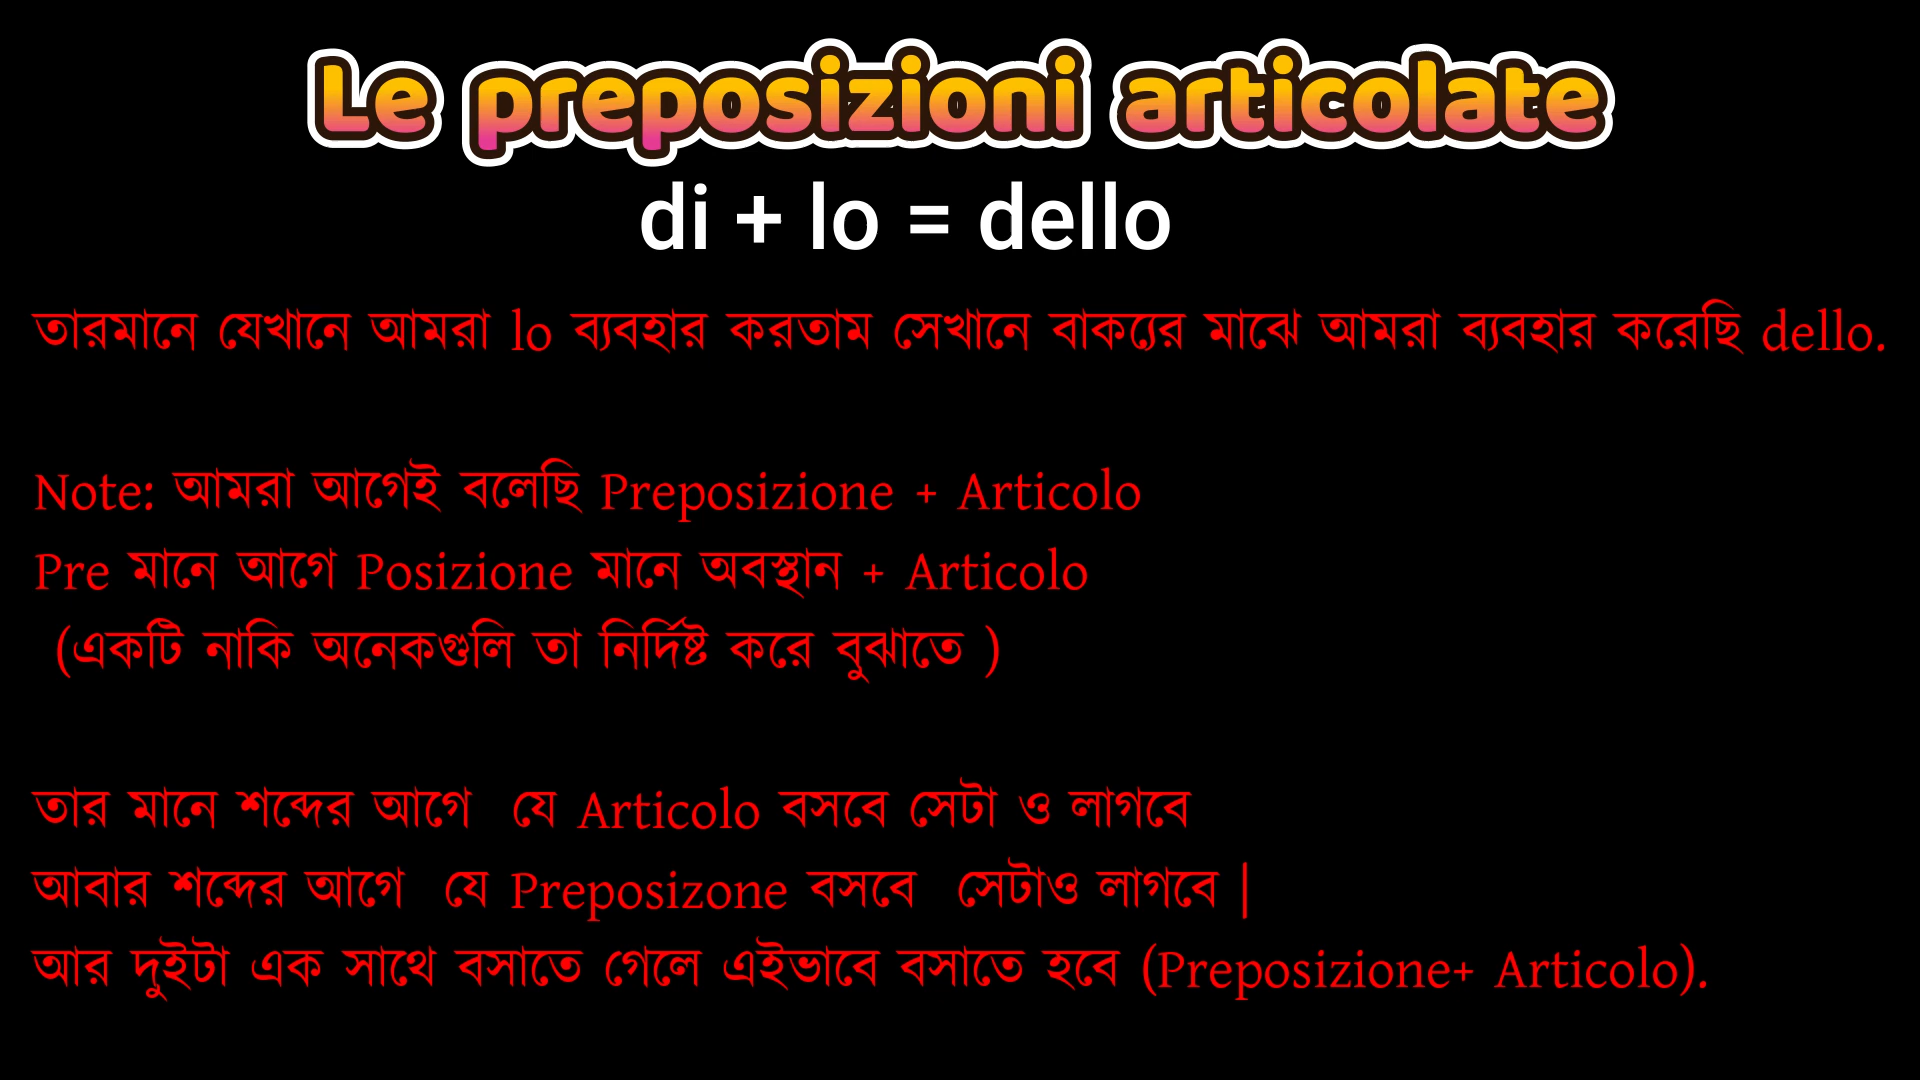 Le preposizioni articolate
di + lo = dello
তারমানে যেখানে আমরা lo ব্যবহার করতাম সেখানে বাক্যের মাঝে আমরা ব্যবহার করেছি dello.
Note: আমরা আগেই বলেছি Preposizione + Articolo
Pre মানে আগে Posizione মানে অবস্থান + Articolo
(একটি নাকি অনেকগুলি তা নির্দিষ্ট করে বুঝাতে )
তার মানে শব্দের আগে যে Articolo বসবে সেটা ও লাগবে
আবার শব্দের আগে যে Preposizone বসবে সেটাও লাগবে |
আর দুইটা এক সাথে বসাতে গেলে এইভাবে বসাতে হবে (Preposizione+ Articolo).